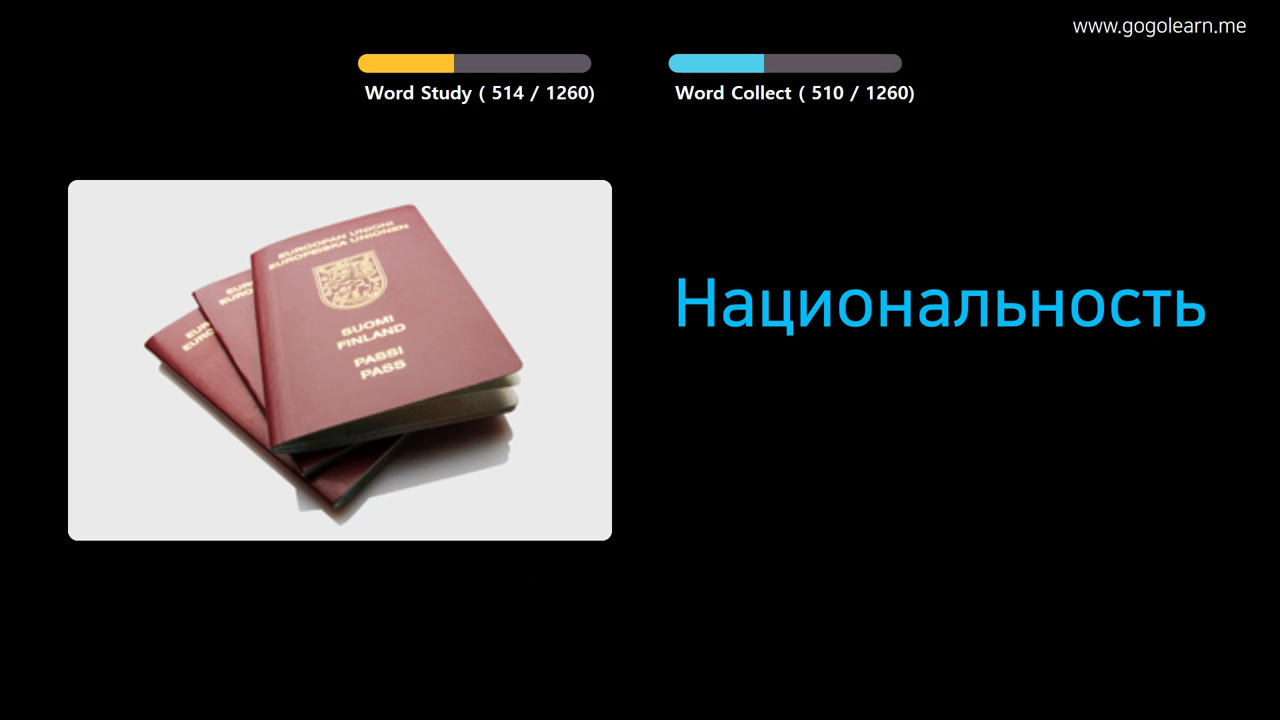 www.gogolearn.me
Word Study ( 514 / 1260)
Word Collect ( 510 / 1260)
EUROOPAN UNIONI
EUROPEISKA UNIONEN
SUOMI
FINLAND
PASSI
PASS
Национальность